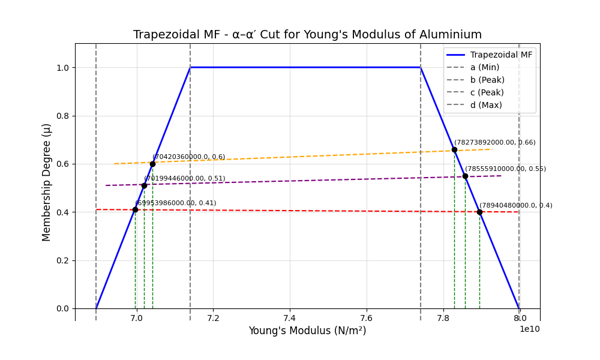 Trapezoidal MF - α–α′ Cut for Young's Modulus of Aluminium
Membership Degree (μ)
1.0
0.8
0.6
0.4
0.2
0.0
Trapezoidal MF
a (Min)
b (Peak)
c (Peak)
d (Max)
(78273892000.00, 0.66)
(70420360000.0, 0.6)
(78555910000.00, 0.55)
(70199446000.00, 0.51)
(69953986000.00, 0.41)
(78940480000.0, 0.4)
7.0
7.2
7.4
7.6
7.8
8.0
1e10
Young's Modulus (N/m²)